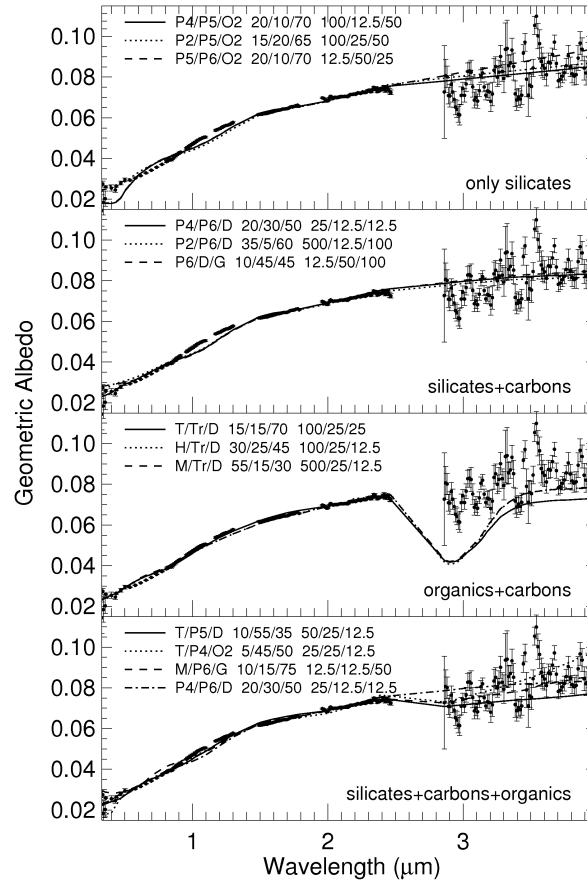 0.10
0.08
0.06
0.04
0.02
P4/P5/O2 20/10/70 100/12.5/50
P2/P5/O2 15/20/65 100/25/50
P5/P6/O2 20/10/70 12.5/50/25
only silicates
0.10
0.08
0.06
0.04
0.02
P4/P6/D 20/30/50 25/12.5/12.5
P2/P6/D 35/5/60 500/12.5/100
P6/D/G 10/45/45 12.5/50/100
silicates+carbons
Geometric Albedo
0.10
0.08
0.06
0.04
0.02
T/Tr/D 15/15/70 100/25/25
H/Tr/D 30/25/45 100/25/12.5
M/Tr/D 55/15/30 500/25/12.5
organics+carbons
0.10
0.08
0.06
0.04
0.02
T/P5/D 10/55/35 50/25/12.5
T/P4/O2 5/45/50 25/25/12.5
M/P6/G 10/15/75 12.5/12.5/50
P4/P6/D 20/30/50 25/12.5/12.5
silicates+carbons+organics
1 2 3
Wavelength (μm)